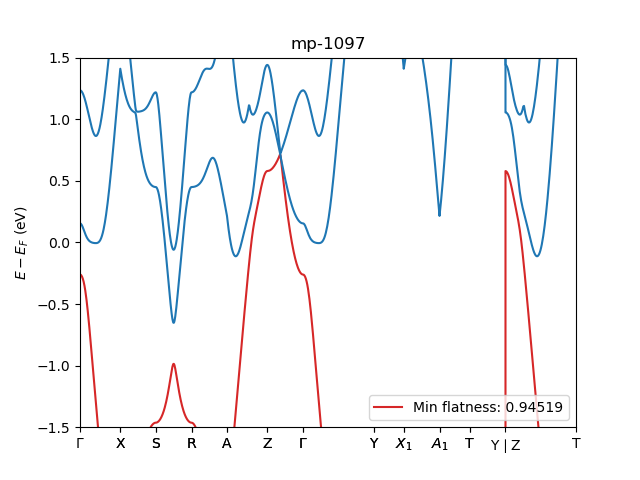 mp-1097
E − E_F (eV)
1.5
1.0
0.5
0.0
−0.5
−1.0
−1.5
Min flatness: 0.94519
Γ X S R A Z Γ Y X₁ A₁ T Y | Z T